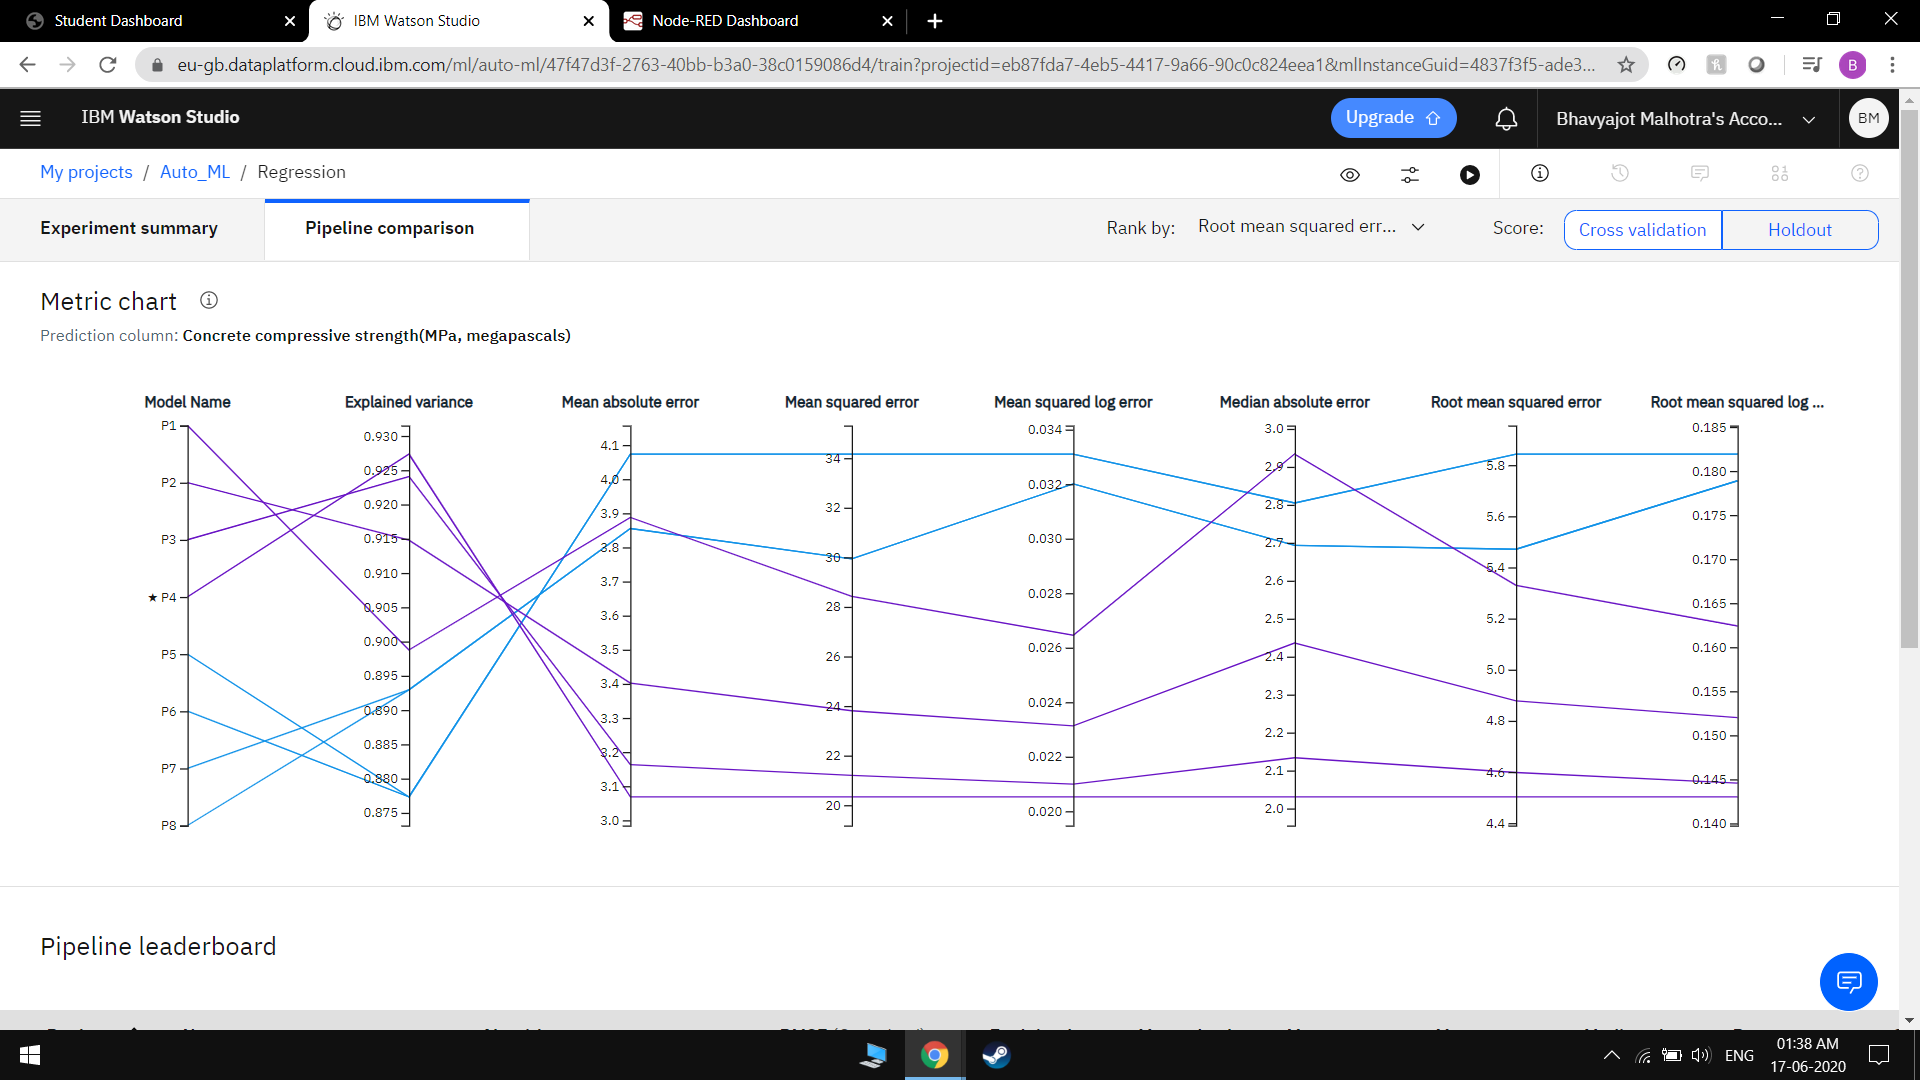 Student Dashboard
IBM Watson Studio
Node-RED Dashboard
eu-gb.dataplatform.cloud.ibm.com/ml/auto-ml/47f47d3f-2763-40bb-b3a0-38c0159086d4/train?projectid=eb87fda7-4eb5-4417-9a66-90c0c824eea1&mlInstanceGuid=4837f3f5-ade3...
B
IBM Watson Studio
Upgrade
Bhavyajot Malhotra's Acco...
BM
My projects / Auto_ML / Regression
Experiment summary
Pipeline comparison
Rank by: Root mean squared err...
Score: Cross validation Holdout
Metric chart
Prediction column: Concrete compressive strength(MPa, megapascals)
Model Name
P1
P2
P3
★ P4
P5
P6
P7
P8
Explained variance
0.930
0.925
0.920
0.915
0.910
0.905
0.900
0.895
0.890
0.885
0.880
0.875
Mean absolute error
4.1
4.0
3.9
3.8
3.7
3.6
3.5
3.4
3.3
3.2
3.1
3.0
Mean squared error
34
32
30
28
26
24
22
20
Mean squared log error
0.034
0.032
0.030
0.028
0.026
0.024
0.022
0.020
Median absolute error
3.0
2.9
2.8
2.7
2.6
2.5
2.4
2.3
2.2
2.1
2.0
Root mean squared error
5.8
5.6
5.4
5.2
5.0
4.8
4.6
4.4
Root mean squared log ...
0.185
0.180
0.175
0.170
0.165
0.160
0.155
0.150
0.145
0.140
Pipeline leaderboard
ENG
01:38 AM
17-06-2020